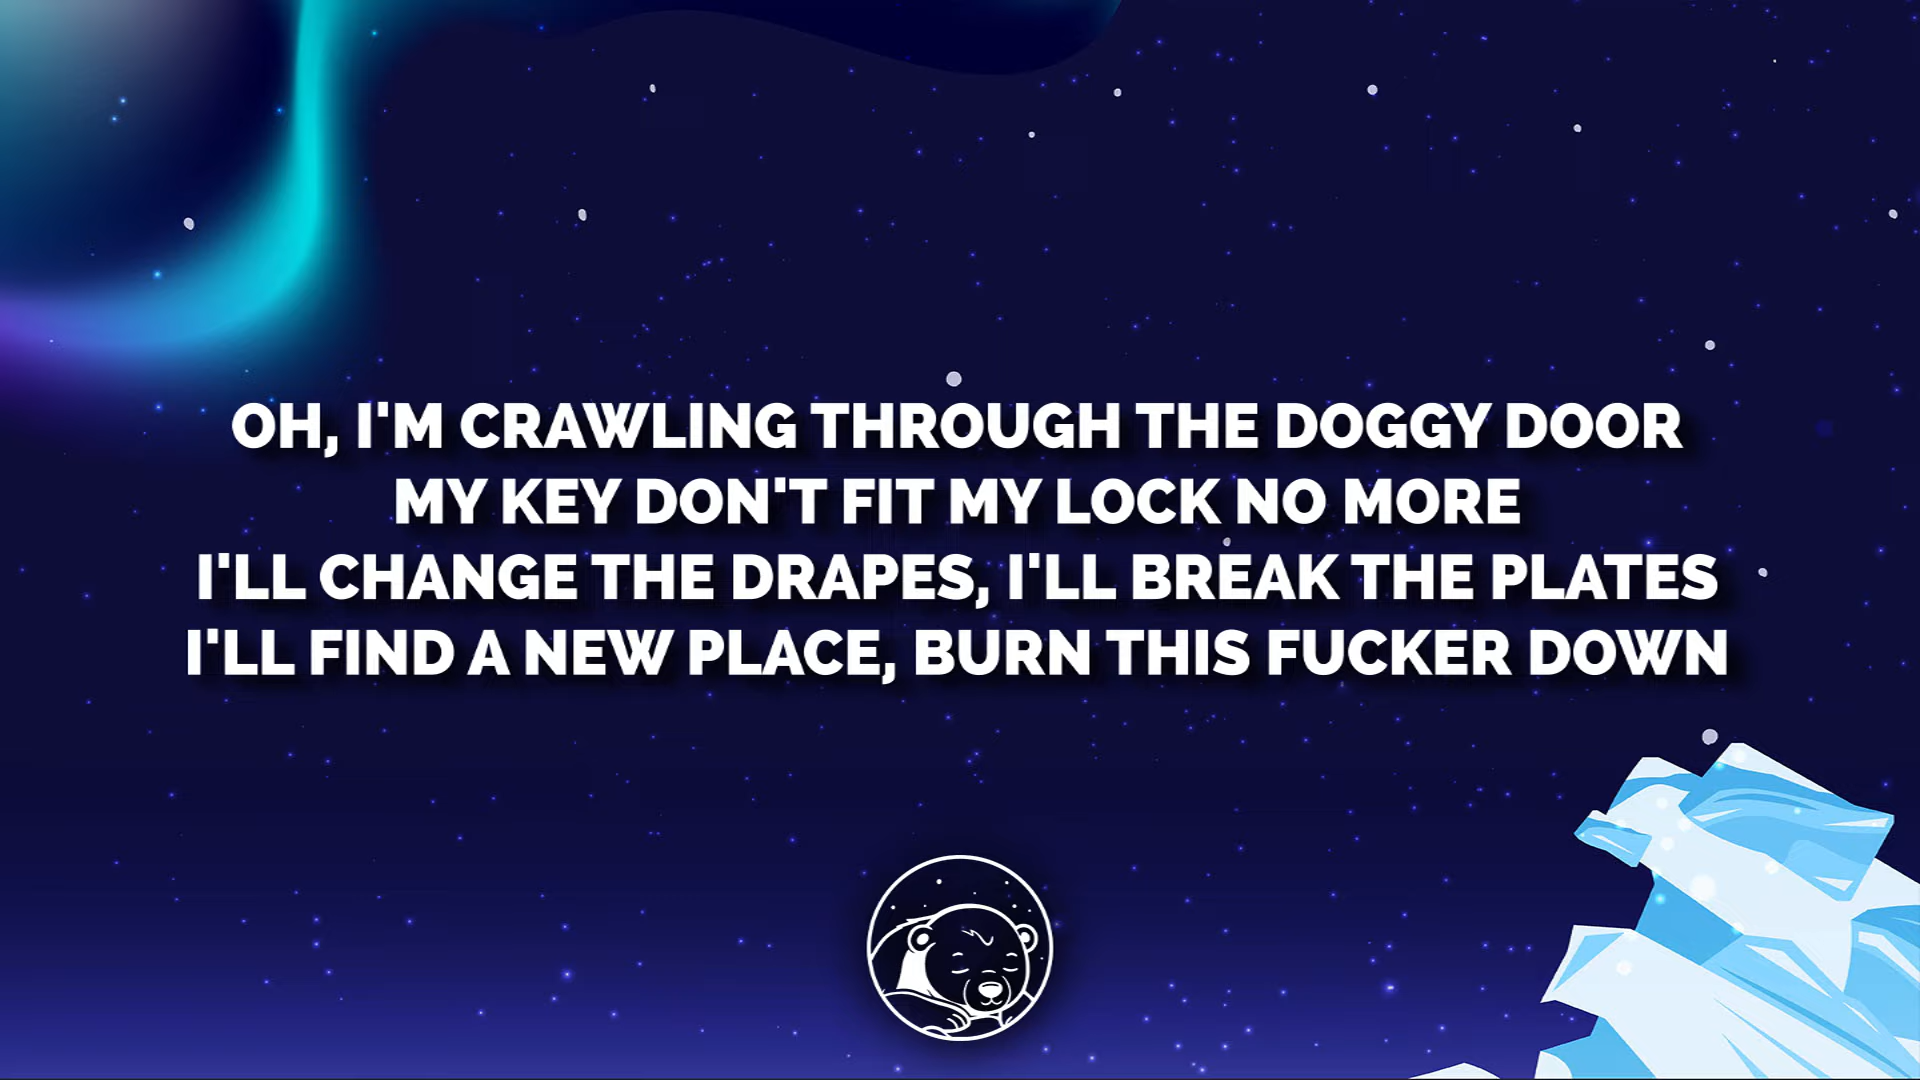 OH, I'M CRAWLING THROUGH THE DOGGY DOOR
MY KEY DON'T FIT MY LOCK NO MORE
I'LL CHANGE THE DRAPES, I'LL BREAK THE PLATES
I'LL FIND A NEW PLACE, BURN THIS FUCKER DOWN